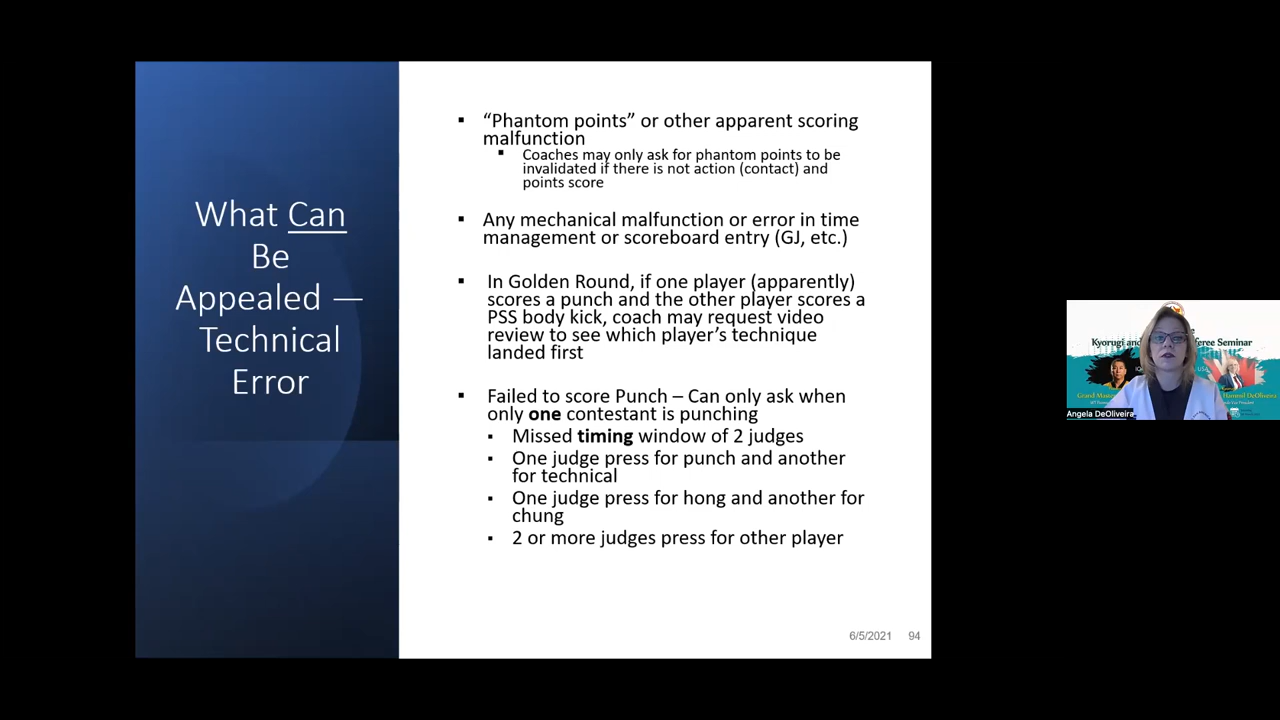 What Can
Be
Appealed —
Technical
Error
▪ “Phantom points” or other apparent scoring
malfunction
▪ Coaches may only ask for phantom points to be
invalidated if there is not action (contact) and
points score
▪ Any mechanical malfunction or error in time
management or scoreboard entry (GJ, etc.)
▪ In Golden Round, if one player (apparently)
scores a punch and the other player scores a
PSS body kick, coach may request video
review to see which player’s technique
landed first
▪ Failed to score Punch – Can only ask when
only one contestant is punching
▪ Missed timing window of 2 judges
▪ One judge press for punch and another
for technical
▪ One judge press for hong and another for
chung
▪ 2 or more judges press for other player
6/5/2021 94
Kyorugi and
Seminar
Angela DeOliveira